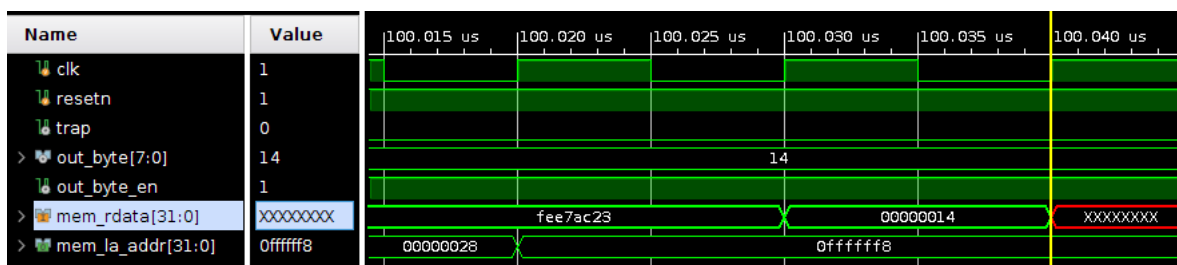 Name Value 100.015 us 100.020 us 100.025 us 100.030 us 100.035 us 100.040 us
clk 1
resetn 1
trap 0
out_byte[7:0] 14 14
out_byte_en 1
mem_rdata[31:0] XXXXXXXX fee7ac23 00000014 XXXXXXXX
mem_la_addr[31:0] 0ffffff8 00000028 0ffffff8